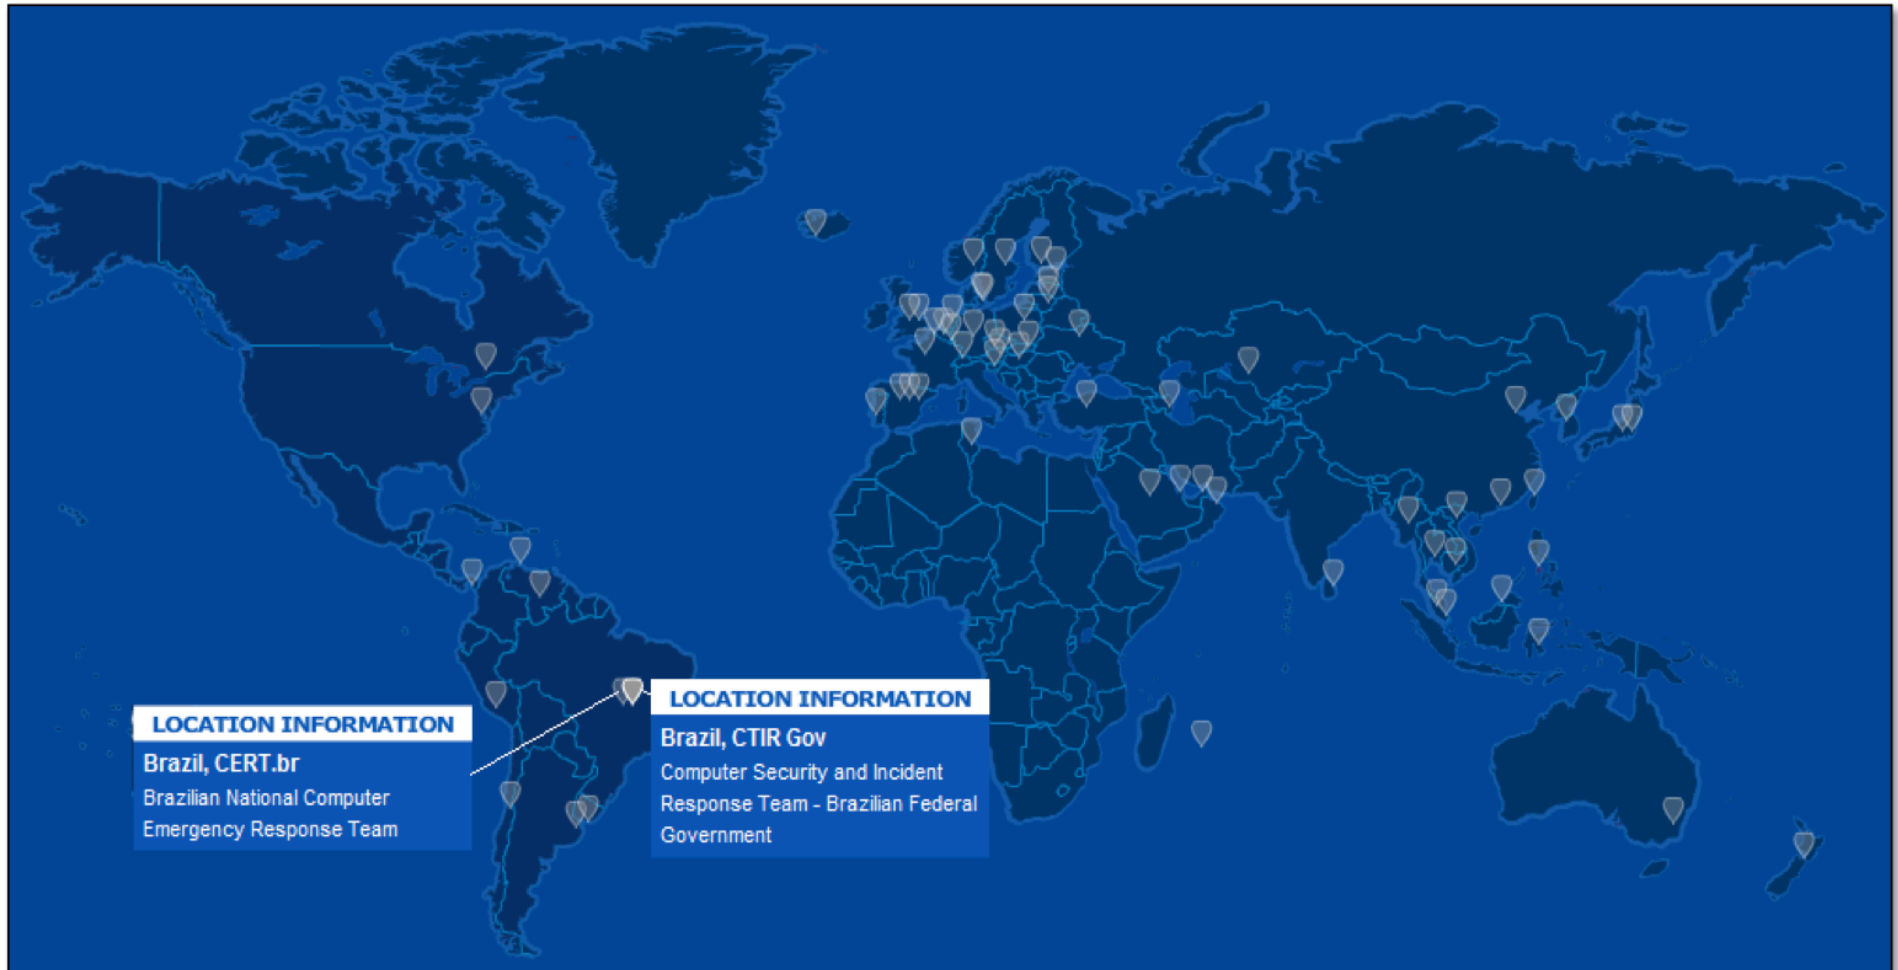 LOCATION INFORMATION
Brazil, CERT.br
Brazilian National Computer
Emergency Response Team
LOCATION INFORMATION
Brazil, CTIR Gov
Computer Security and Incident
Response Team - Brazilian Federal
Government